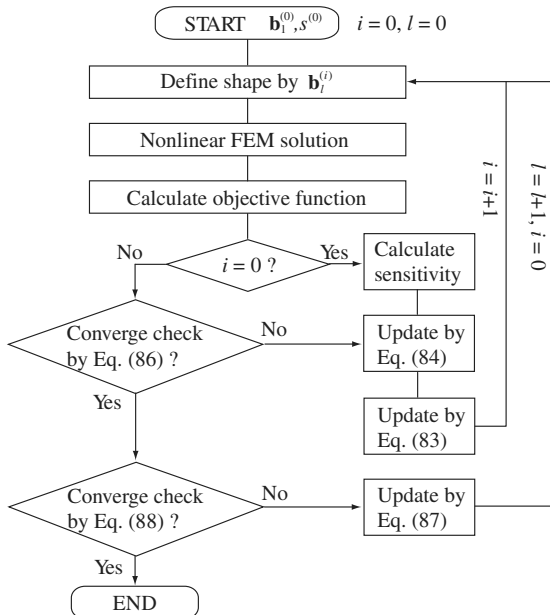 START b₁⁽⁰⁾,s⁽⁰⁾ i = 0, l = 0
Define shape by bₗ⁽ⁱ⁾
Nonlinear FEM solution
Calculate objective function
i = 0 ?
No
Yes
Calculate
sensitivity
Converge check
by Eq. (86) ?
No
Yes
Update by
Eq. (84)
Update by
Eq. (83)
i = i+1
l = l+1, i = 0
Converge check
by Eq. (88) ?
No
Yes
Update by
Eq. (87)
END